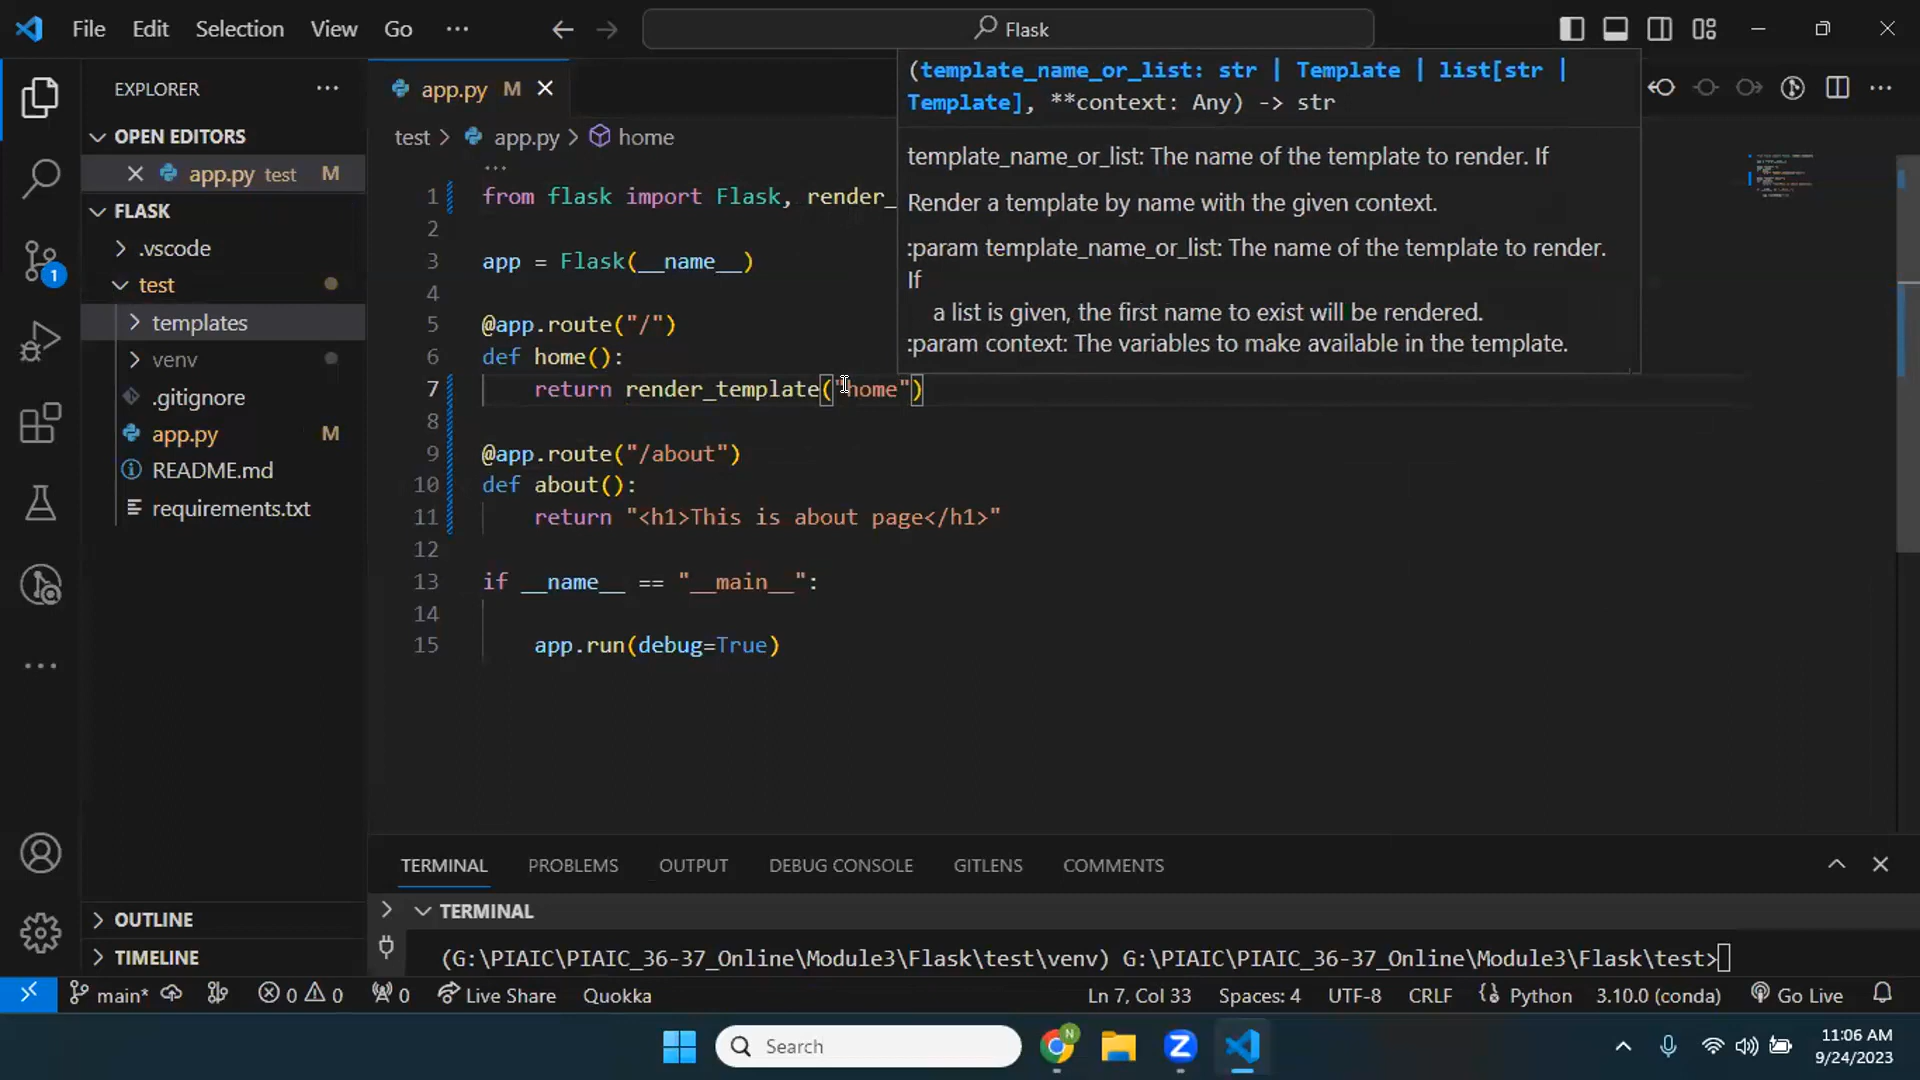 File Edit Selection View Go ··· Flask
EXPLORER ···
OPEN EDITORS
app.py test M
FLASK
.vscode
test
templates
venv
.gitignore
app.py M
README.md
requirements.txt
OUTLINE
TIMELINE
app.py M
test > app.py > home
···
1 from flask import Flask, render_
2
3 app = Flask(__name__)
4
5 @app.route("/")
6 def home():
7 return render_template("home")
8
9 @app.route("/about")
10 def about():
11 return "<h1>This is about page</h1>"
12
13 if __name__ == "__main__":
14
15 app.run(debug=True)
(template_name_or_list: str | Template | list[str |
Template], **context: Any) -> str
template_name_or_list: The name of the template to render. If
Render a template by name with the given context.
:param template_name_or_list: The name of the template to render.
If
a list is given, the first name to exist will be rendered.
:param context: The variables to make available in the template.
TERMINAL PROBLEMS OUTPUT DEBUG CONSOLE GITLENS COMMENTS
TERMINAL
(G:\PIAIC\PIAIC_36-37_Online\Module3\Flask\test\venv) G:\PIAIC\PIAIC_36-37_Online\Module3\Flask\test>
1
main* 0 0 0 Live Share Quokka Ln 7, Col 33 Spaces: 4 UTF-8 CRLF Python 3.10.0 (conda) Go Live
Search
N
Z
11:06 AM
9/24/2023